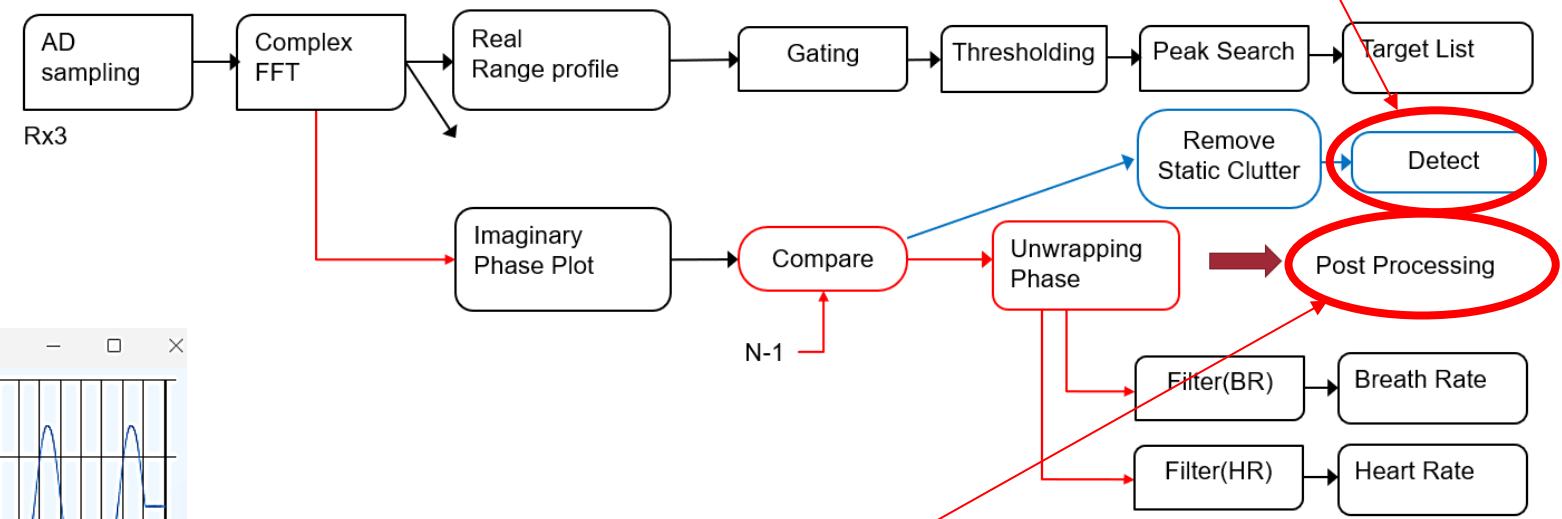 AD
sampling
Complex
FFT
Real
Range profile
Gating
Thresholding
Peak Search
Target List
Rx3
Remove
Static Clutter
Detect
Imaginary
Phase Plot
Compare
Unwrapping
Phase
Post Processing
N-1
Filter(BR)
Breath Rate
Filter(HR)
Heart Rate